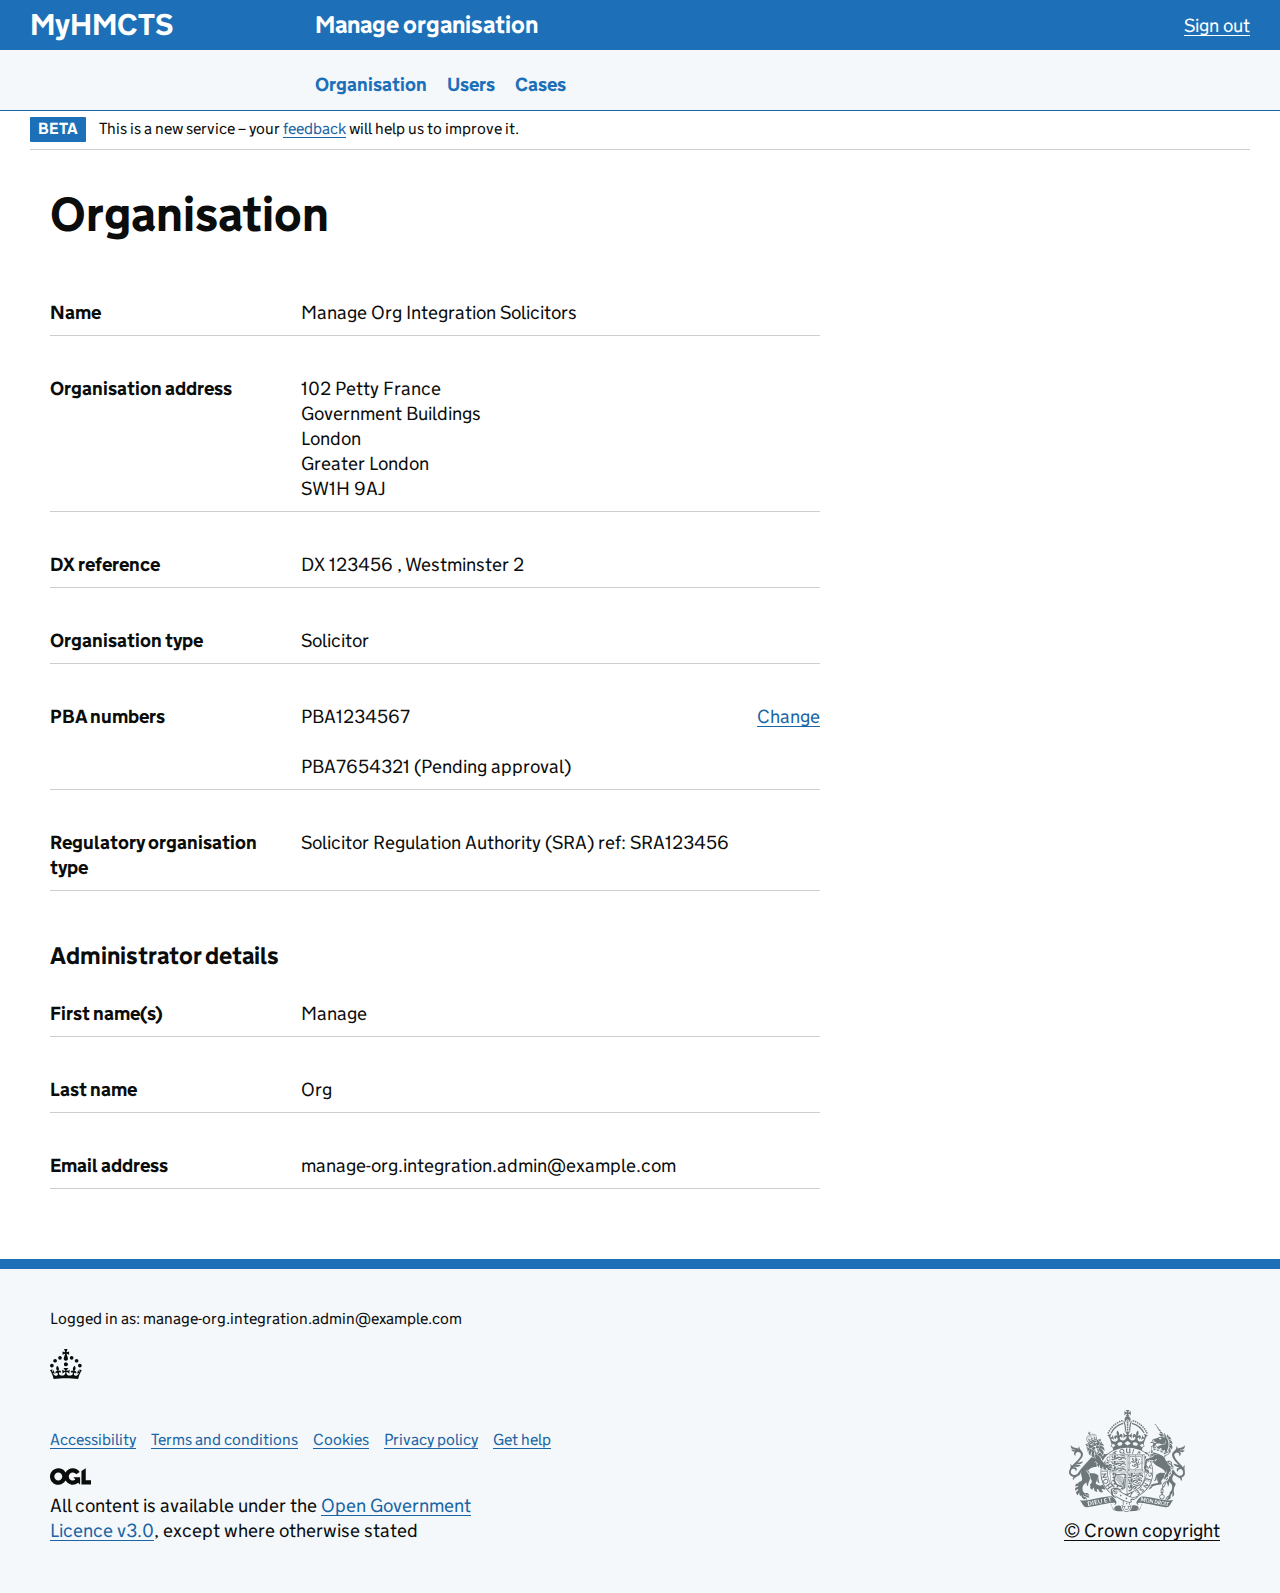 MyHMCTS
Manage organisation
Sign out
Organisation Users Cases
BETA This is a new service – your feedback will help us to improve it.
Organisation
Name Manage Org Integration Solicitors
Organisation address 102 Petty France
Government Buildings
London
Greater London
SW1H 9AJ
DX reference DX 123456 , Westminster 2
Organisation type Solicitor
PBA numbers PBA1234567 Change
PBA7654321 (Pending approval)
Regulatory organisation type Solicitor Regulation Authority (SRA) ref: SRA123456
Administrator details
First name(s) Manage
Last name Org
Email address manage-org.integration.admin@example.com
Logged in as: manage-org.integration.admin@example.com
Accessibility Terms and conditions Cookies Privacy policy Get help
OGL
All content is available under the Open Government
Licence v3.0, except where otherwise stated
© Crown copyright